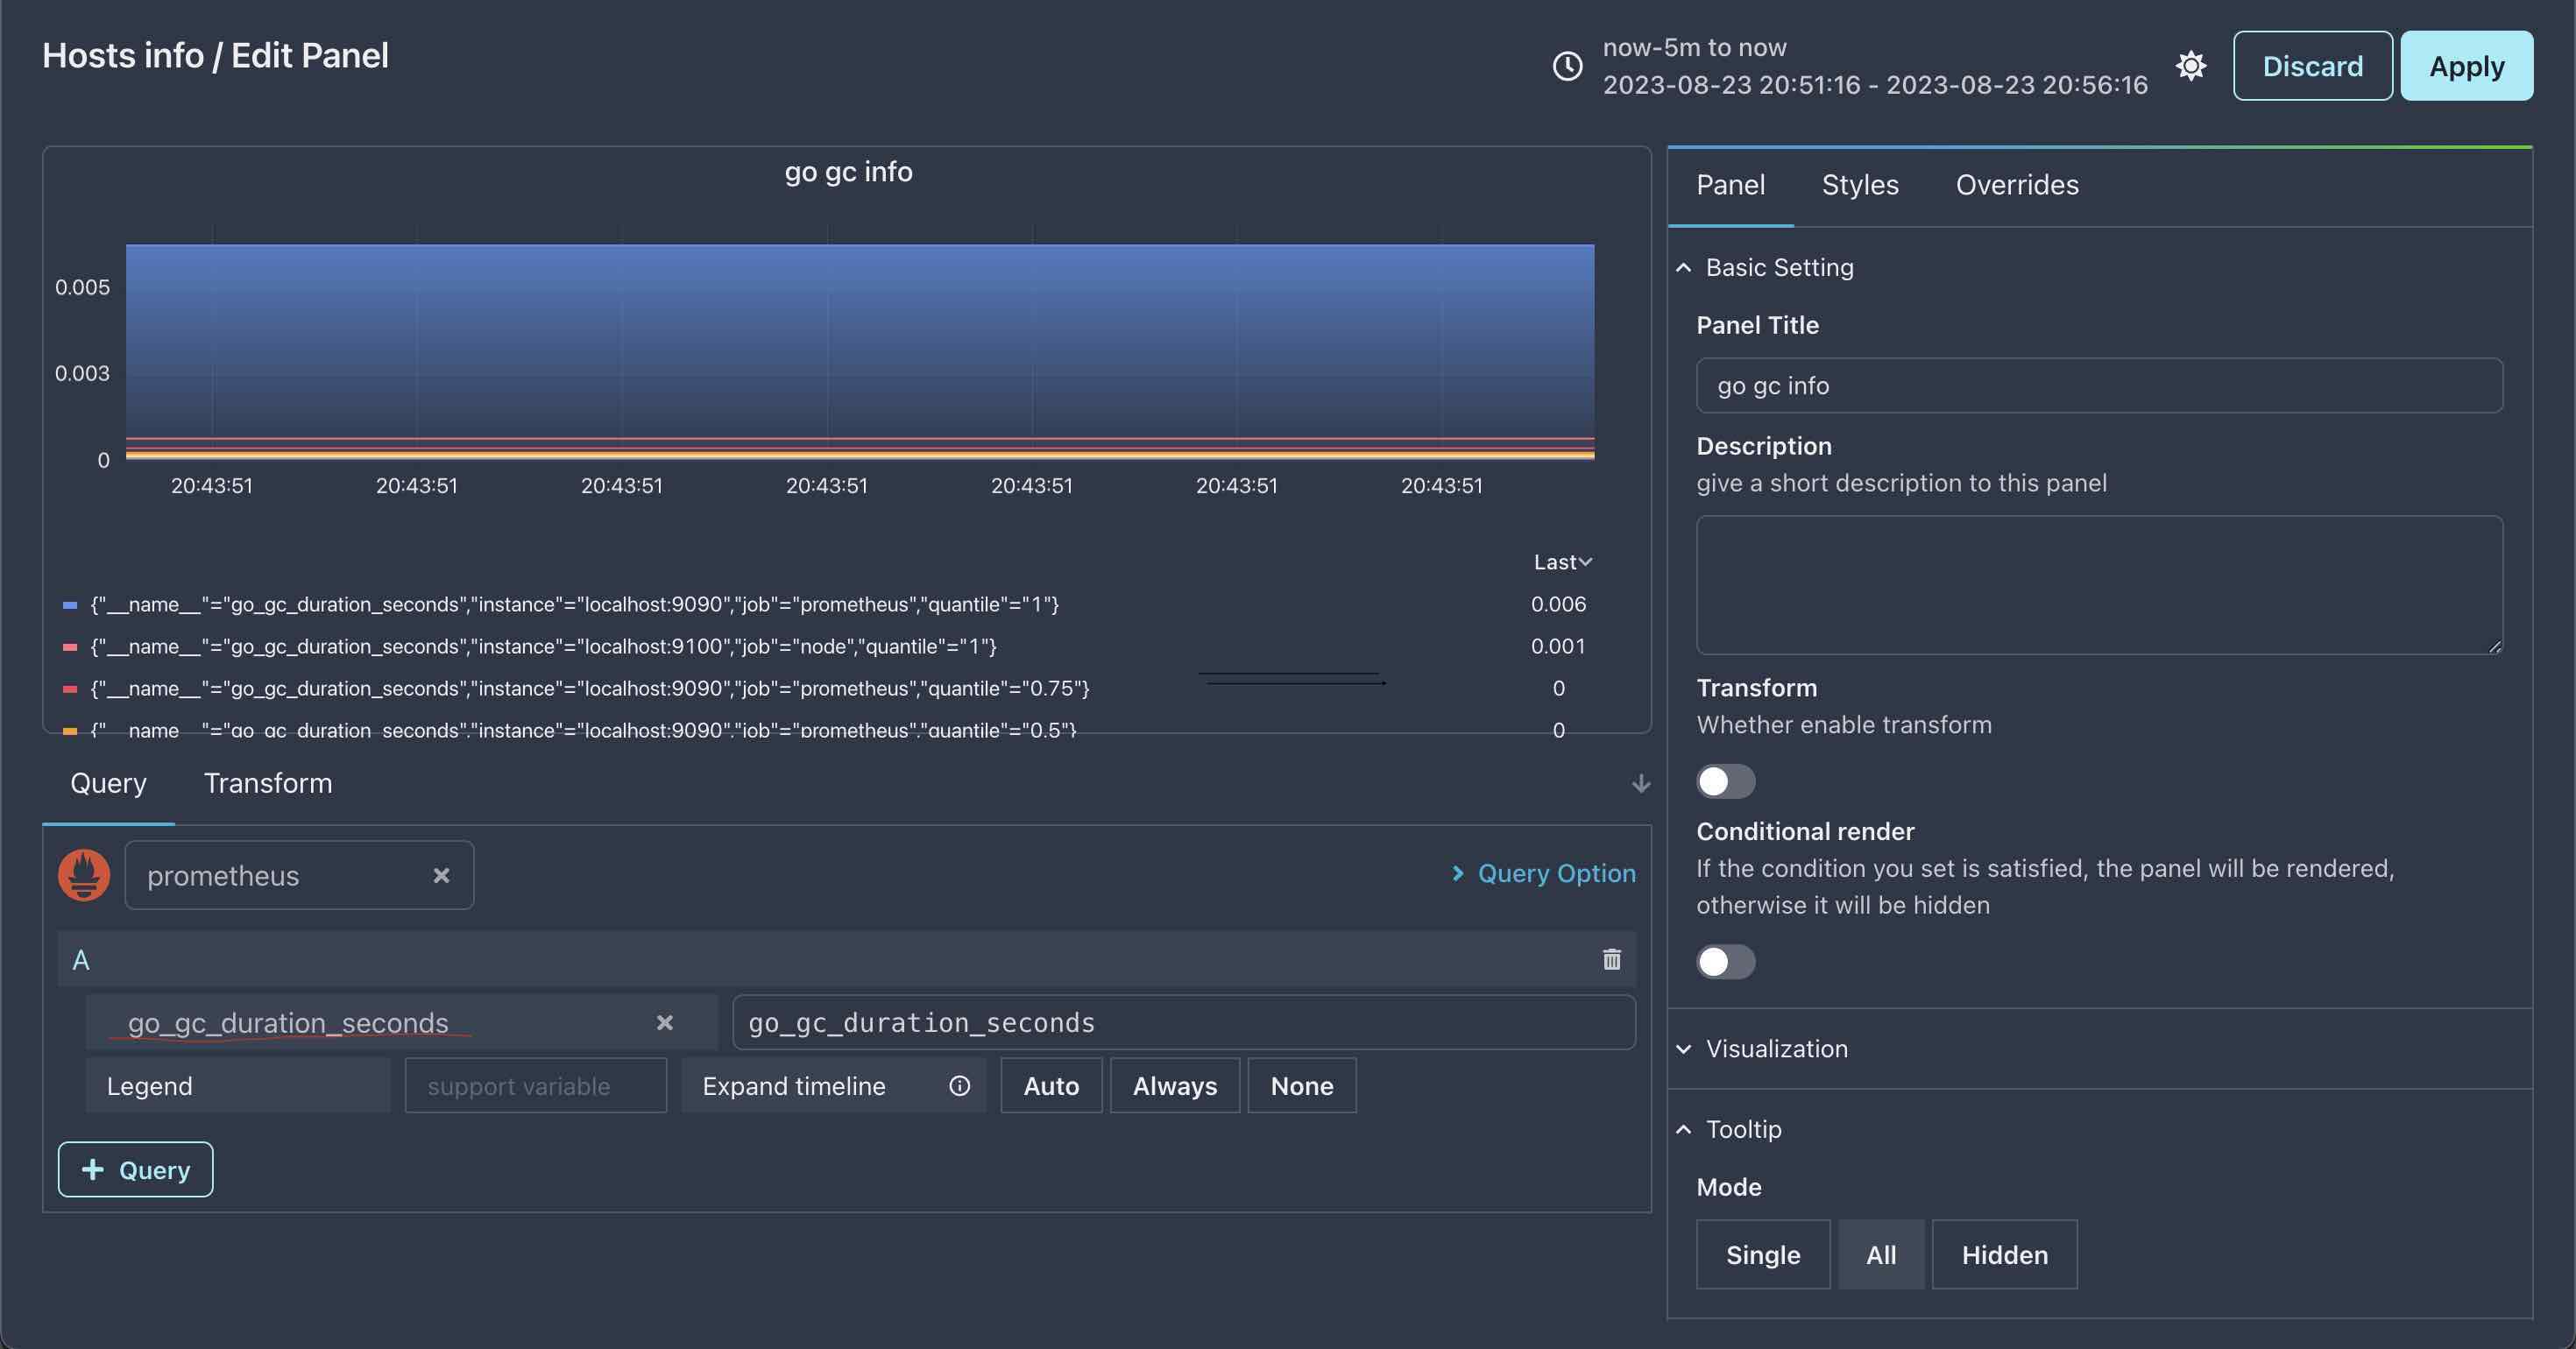 Hosts info / Edit Panel
now-5m to now
2023-08-23 20:51:16 - 2023-08-23 20:56:16
Discard
Apply
go gc info
0.005
0.003
0
20:43:51 20:43:51 20:43:51 20:43:51 20:43:51 20:43:51 20:43:51
Last
{"__name__"="go_gc_duration_seconds","instance"="localhost:9090","job"="prometheus","quantile"="1"} 0.006
{"__name__"="go_gc_duration_seconds","instance"="localhost:9100","job"="node","quantile"="1"} 0.001
{"__name__"="go_gc_duration_seconds","instance"="localhost:9090","job"="prometheus","quantile"="0.75"} 0
{"__name__"="go_gc_duration_seconds","instance"="localhost:9090","job"="prometheus","quantile"="0.5"} 0
Query Transform
prometheus
Query Option
A
go_gc_duration_seconds go_gc_duration_seconds
Legend support variable Expand timeline Auto Always None
+ Query
Panel Styles Overrides
Basic Setting
Panel Title
go gc info
Description
give a short description to this panel
Transform
Whether enable transform
Conditional render
If the condition you set is satisfied, the panel will be rendered,
otherwise it will be hidden
Visualization
Tooltip
Mode
Single All Hidden